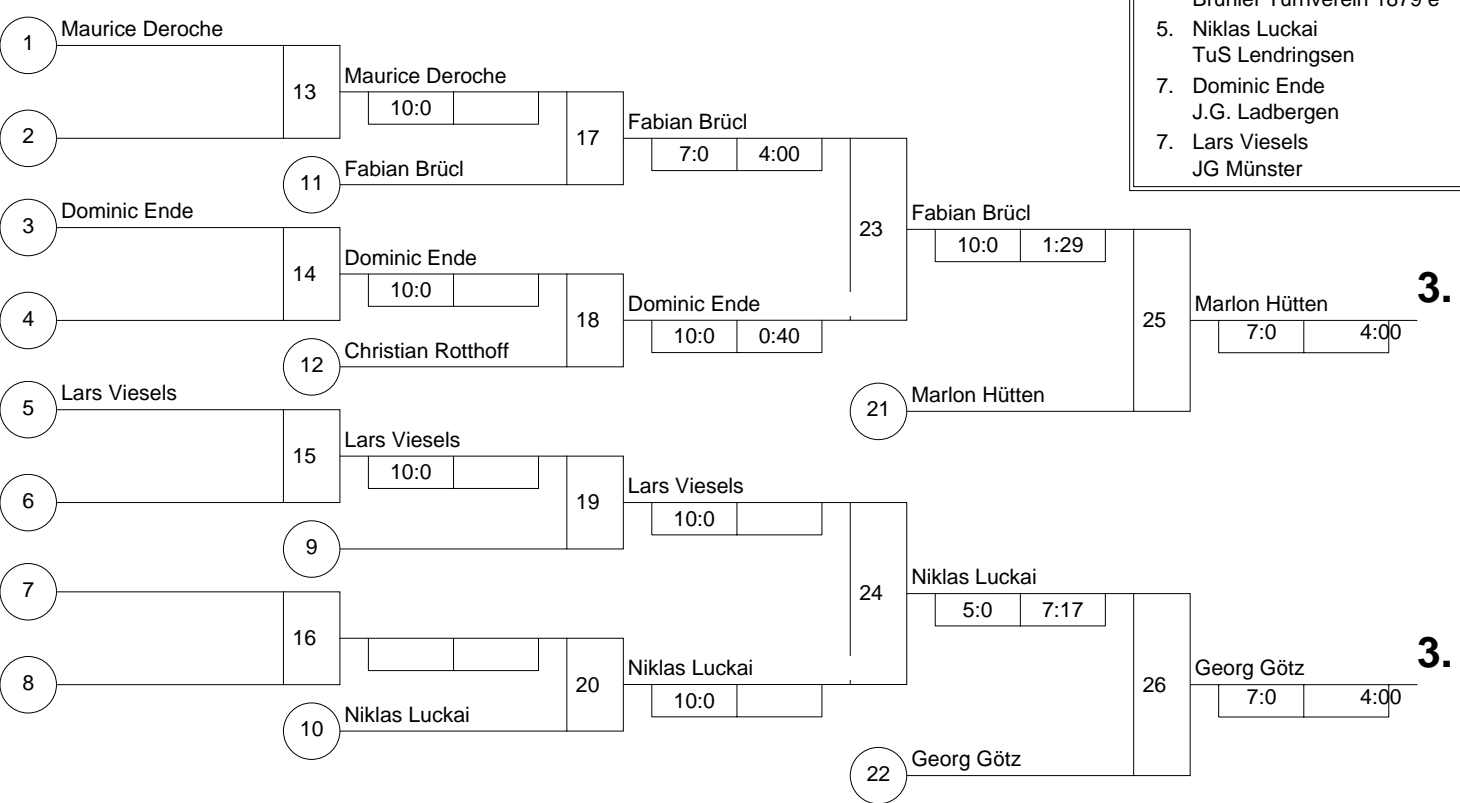 Brühler Turnverein 1879 e
5. Niklas Luckai
TuS Lendringsen
7. Dominic Ende
J.G. Ladbergen
7. Lars Viesels
JG Münster
1 Maurice Deroche
13 Maurice Deroche
10:0
2
17 Fabian Brücl
7:0 4:00
11 Fabian Brücl
3 Dominic Ende
23 Fabian Brücl
10:0 1:29
14 Dominic Ende
10:0
4
18 Dominic Ende
10:0 0:40
12 Christian Rotthoff
25 Marlon Hütten 3.
7:0 4:00
5 Lars Viesels
21 Marlon Hütten
15 Lars Viesels
10:0
6
19 Lars Viesels
10:0
9
7
24 Niklas Luckai
5:0 7:17
16
8
20 Niklas Luckai
10:0
10 Niklas Luckai
26 Georg Götz 3.
7:0 4:00
22 Georg Götz